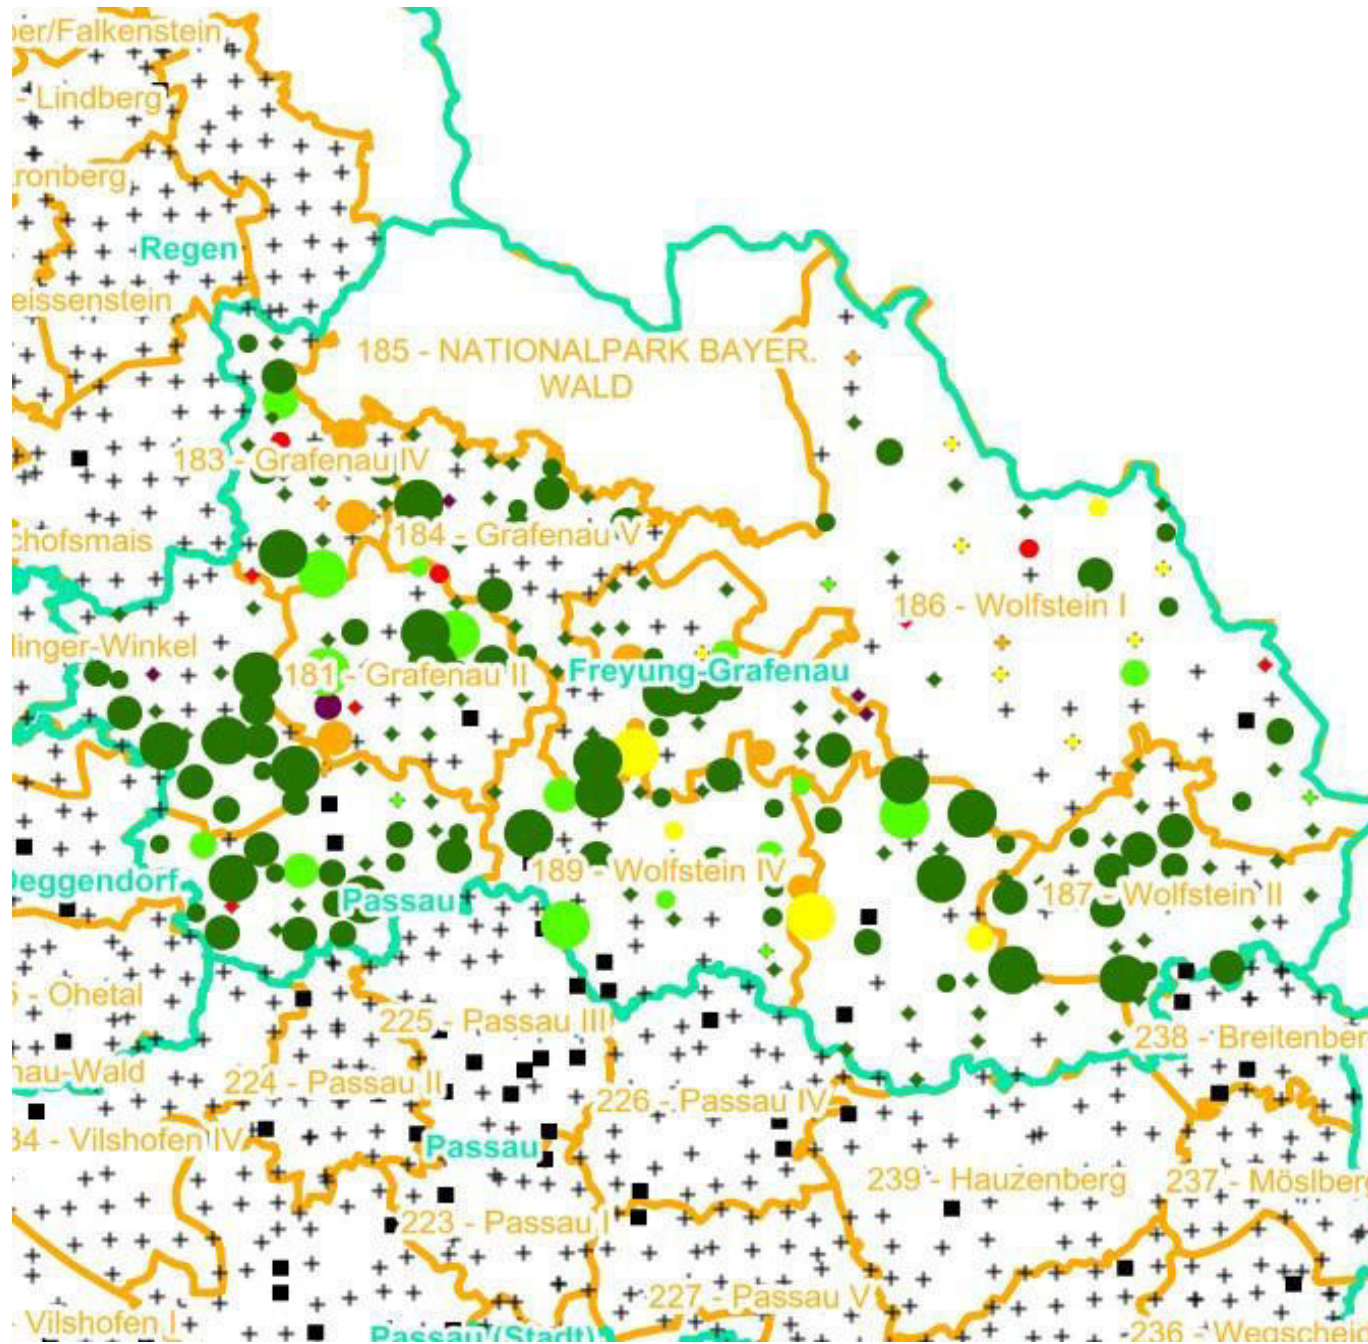 er/Falkenstein
- Lindberg
ronberg
Regen
eissenstein
185 - NATIONALPARK BAYER.
WALD
183 - Grafenau IV
184 - Grafenau V
chofsmais
186 - Wolfstein I
linger-Winkel
181 - Grafenau II
Freyung-Grafenau
189 - Wolfstein IV
Deggendorf
Passau
187 - Wolfstein II
5 - Ohetal
225 - Passau III
238 - Breitenber
nau-Wald
224 - Passau II
226 - Passau IV
34 - Vilshofen IV
Passau
239 - Hauzenberg
237 - Möslberg
223 - Passau I
227 - Passau V
- Vilshofen I
Passau (Stadt)
236 - Wegscheid